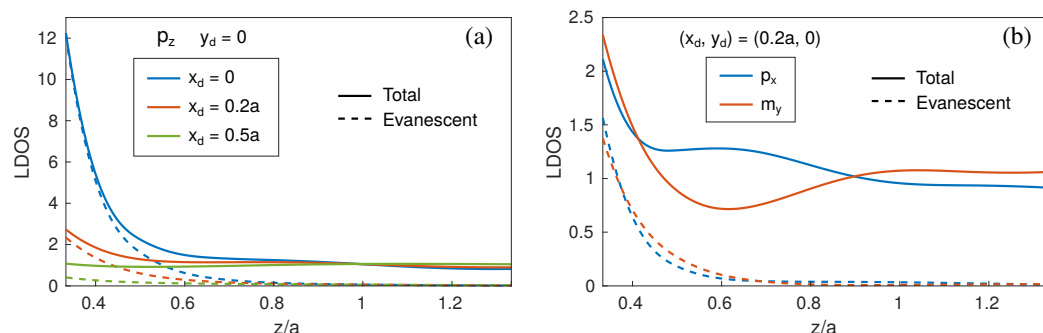 p_z y_d = 0
(a)
x_d = 0
x_d = 0.2a
x_d = 0.5a
Total
Evanescent
LDOS
12
10
8
6
4
2
0
0.4 0.6 0.8 1 1.2
z/a
(x_d, y_d) = (0.2a, 0)
(b)
p_x
m_y
Total
Evanescent
LDOS
2.5
2
1.5
1
0.5
0
0.4 0.6 0.8 1 1.2
z/a